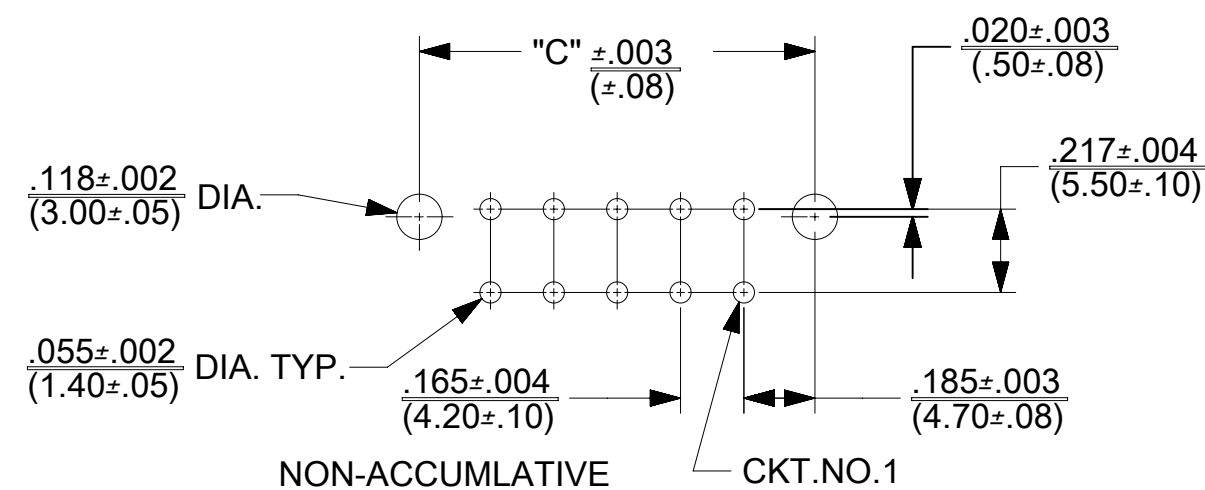 "C" ±.003
(±.08)
.020±.003
(.50±.08)
.217±.004
(5.50±.10)
.118±.002
(3.00±.05) DIA.
.055±.002
(1.40±.05) DIA. TYP.
.165±.004
(4.20±.10)
.185±.003
(4.70±.08)
NON-ACCUMLATIVE
CKT.NO.1